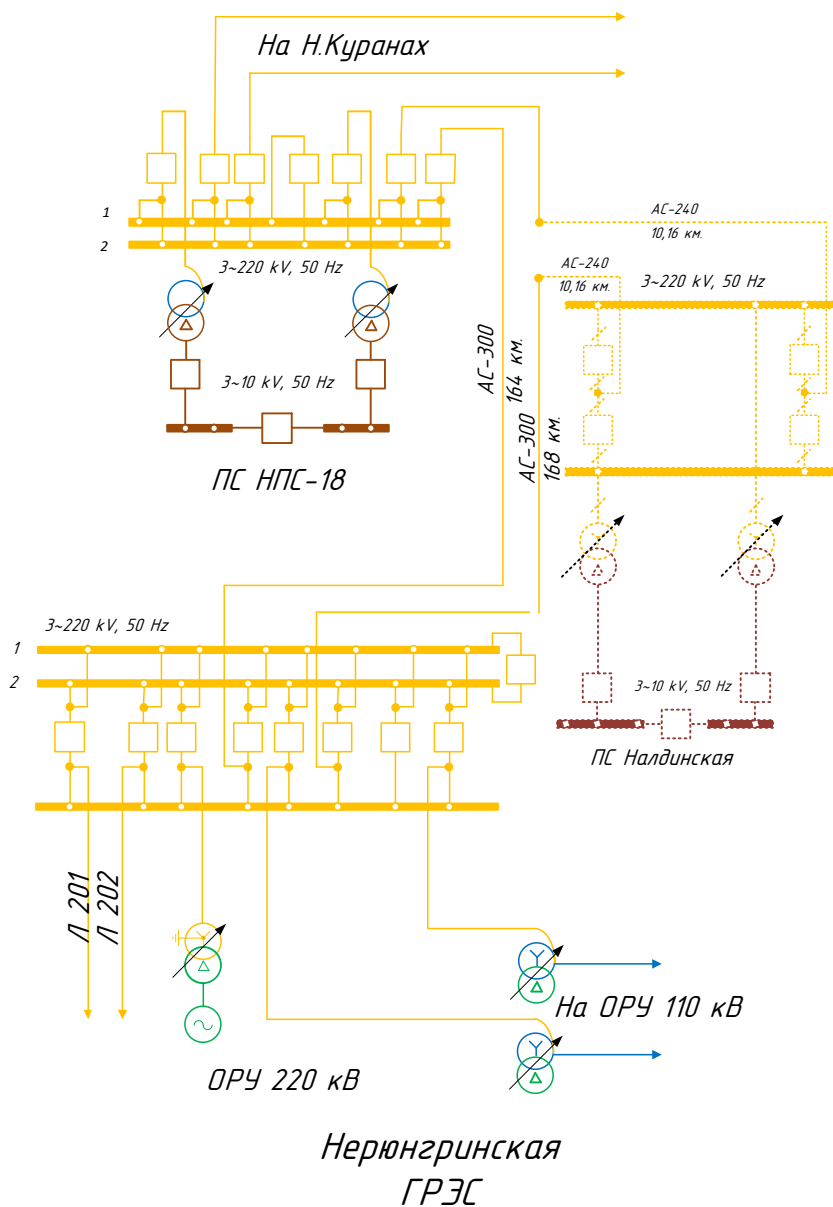 На Н.Куранах
1
2
3~220 kV, 50 Hz
АС-240
10,16 км.
АС-240
10,16 км.
3~220 kV, 50 Hz
3~10 kV, 50 Hz
АС-300
164 км.
АС-300
168 км.
ПС НПС-18
3~220 kV, 50 Hz
1
2
3~10 kV, 50 Hz
ПС Налдинская
Л 201
Л 202
На ОРУ 110 кВ
ОРУ 220 кВ
Нерюнгринская
ГРЭС